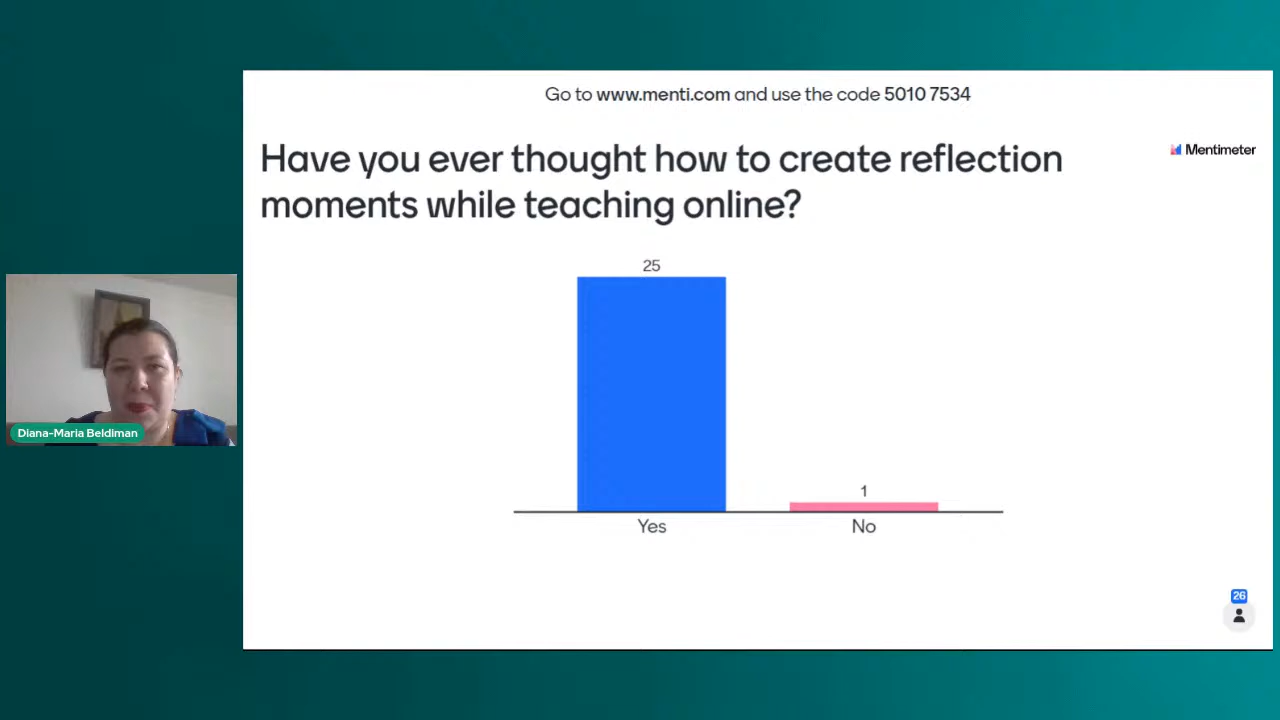 Go to www.menti.com and use the code 5010 7534
Have you ever thought how to create reflection
moments while teaching online?
Mentimeter
25
1
Yes
No
26
Diana-Maria Beldiman